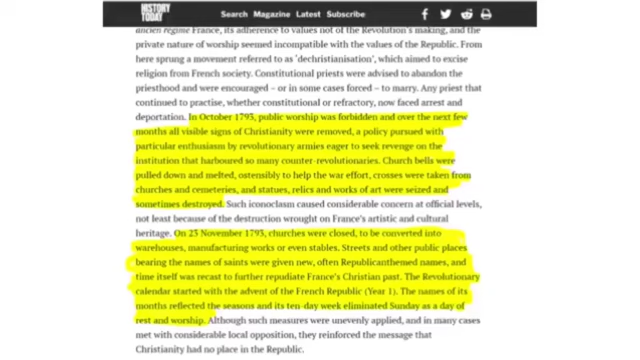 HISTORY
TODAY
Search Magazine Latest Subscribe
ancien régime France, its adherence to values not of the Revolution's making, and the
private nature of worship seemed incompatible with the values of the Republic. From
here sprung a movement referred to as 'dechristianisation', which aimed to excise
religion from French society. Constitutional priests were advised to abandon the
priesthood and were encouraged – or in some cases forced – to marry. Any priest that
continued to practise, whether constitutional or refractory, now faced arrest and
deportation. In October 1793, public worship was forbidden and over the next few
months all visible signs of Christianity were removed, a policy pursued with
particular enthusiasm by revolutionary armies eager to seek revenge on the
institution that harboured so many counter-revolutionaries. Church bells were
pulled down and melted, ostensibly to help the war effort, crosses were taken from
churches and cemeteries, and statues, relics and works of art were seized and
sometimes destroyed. Such iconoclasm caused considerable concern at official levels,
not least because of the destruction wrought on France's artistic and cultural
heritage. On 23 November 1793, churches were closed, to be converted into
warehouses, manufacturing works or even stables. Streets and other public places
bearing the names of saints were given new, often Republicanthemed names, and
time itself was recast to further repudiate France's Christian past. The Revolutionary
calendar started with the advent of the French Republic (Year 1). The names of its
months reflected the seasons and its ten-day week eliminated Sunday as a day of
rest and worship. Although such measures were unevenly applied, and in many cases
met with considerable local opposition, they reinforced the message that
Christianity had no place in the Republic.